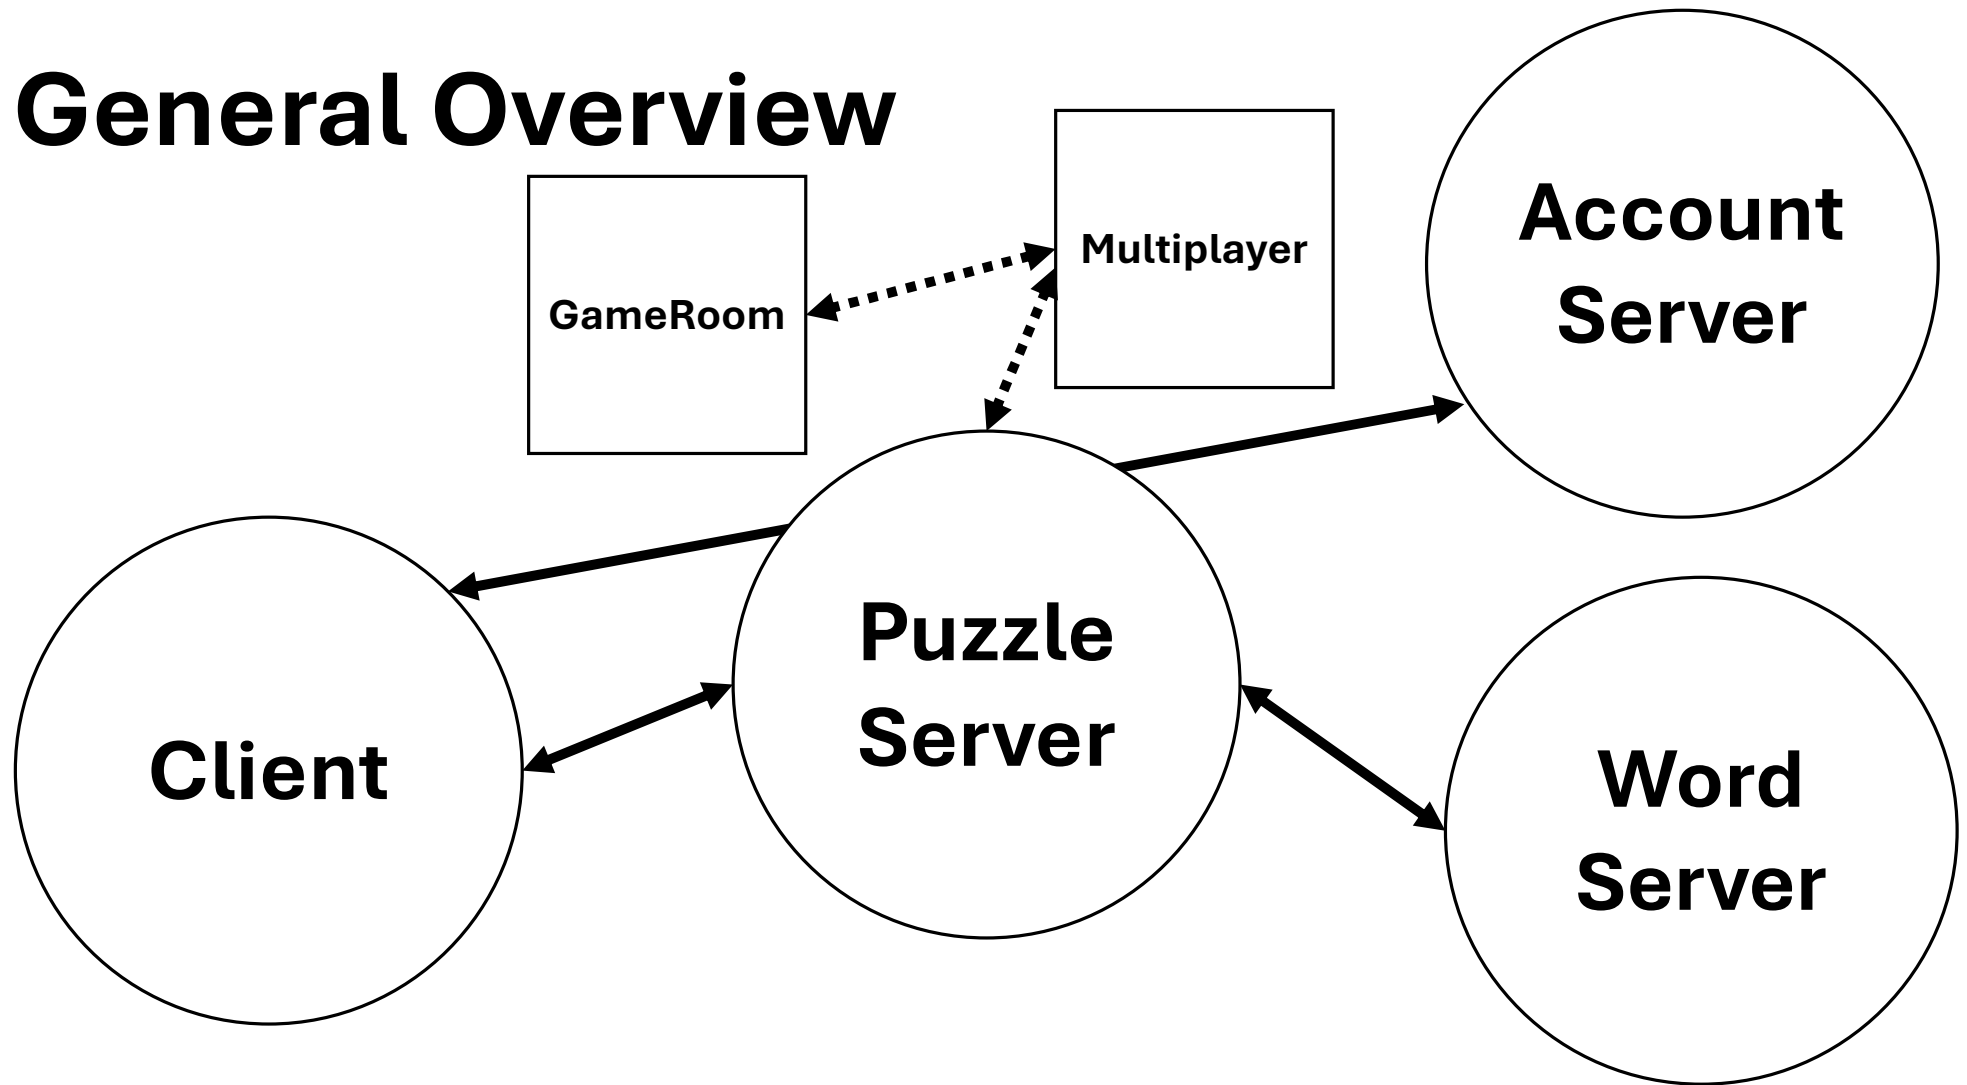 General Overview
GameRoom
Multiplayer
Account
Server
Client
Puzzle
Server
Word
Server